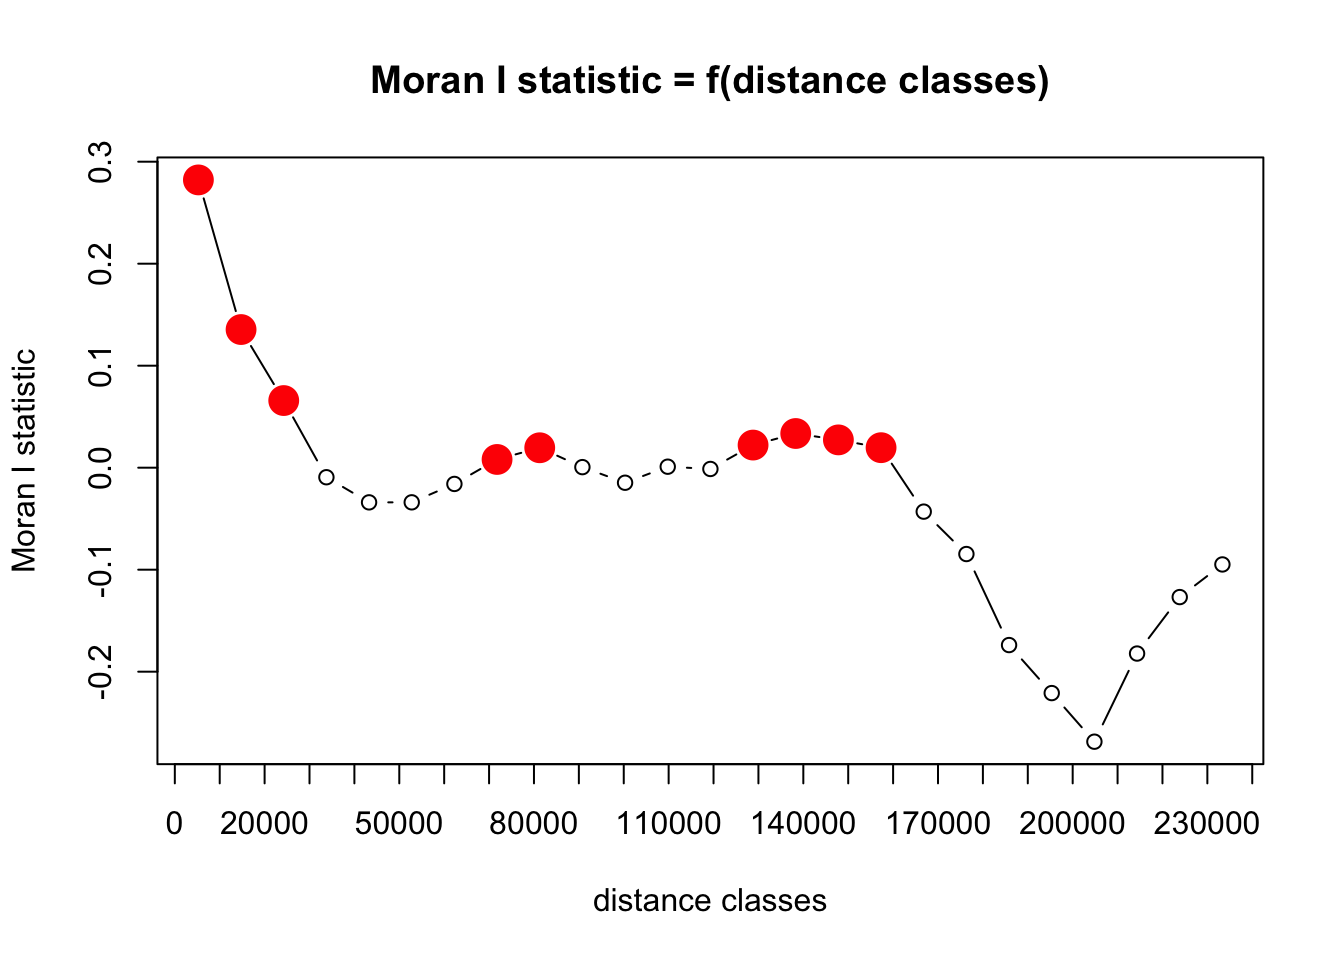 Moran I statistic = f(distance classes)
Moran I statistic
0.3
0.2
0.1
0.0
-0.1
-0.2
0 20000 50000 80000 110000 140000 170000 200000 230000
distance classes